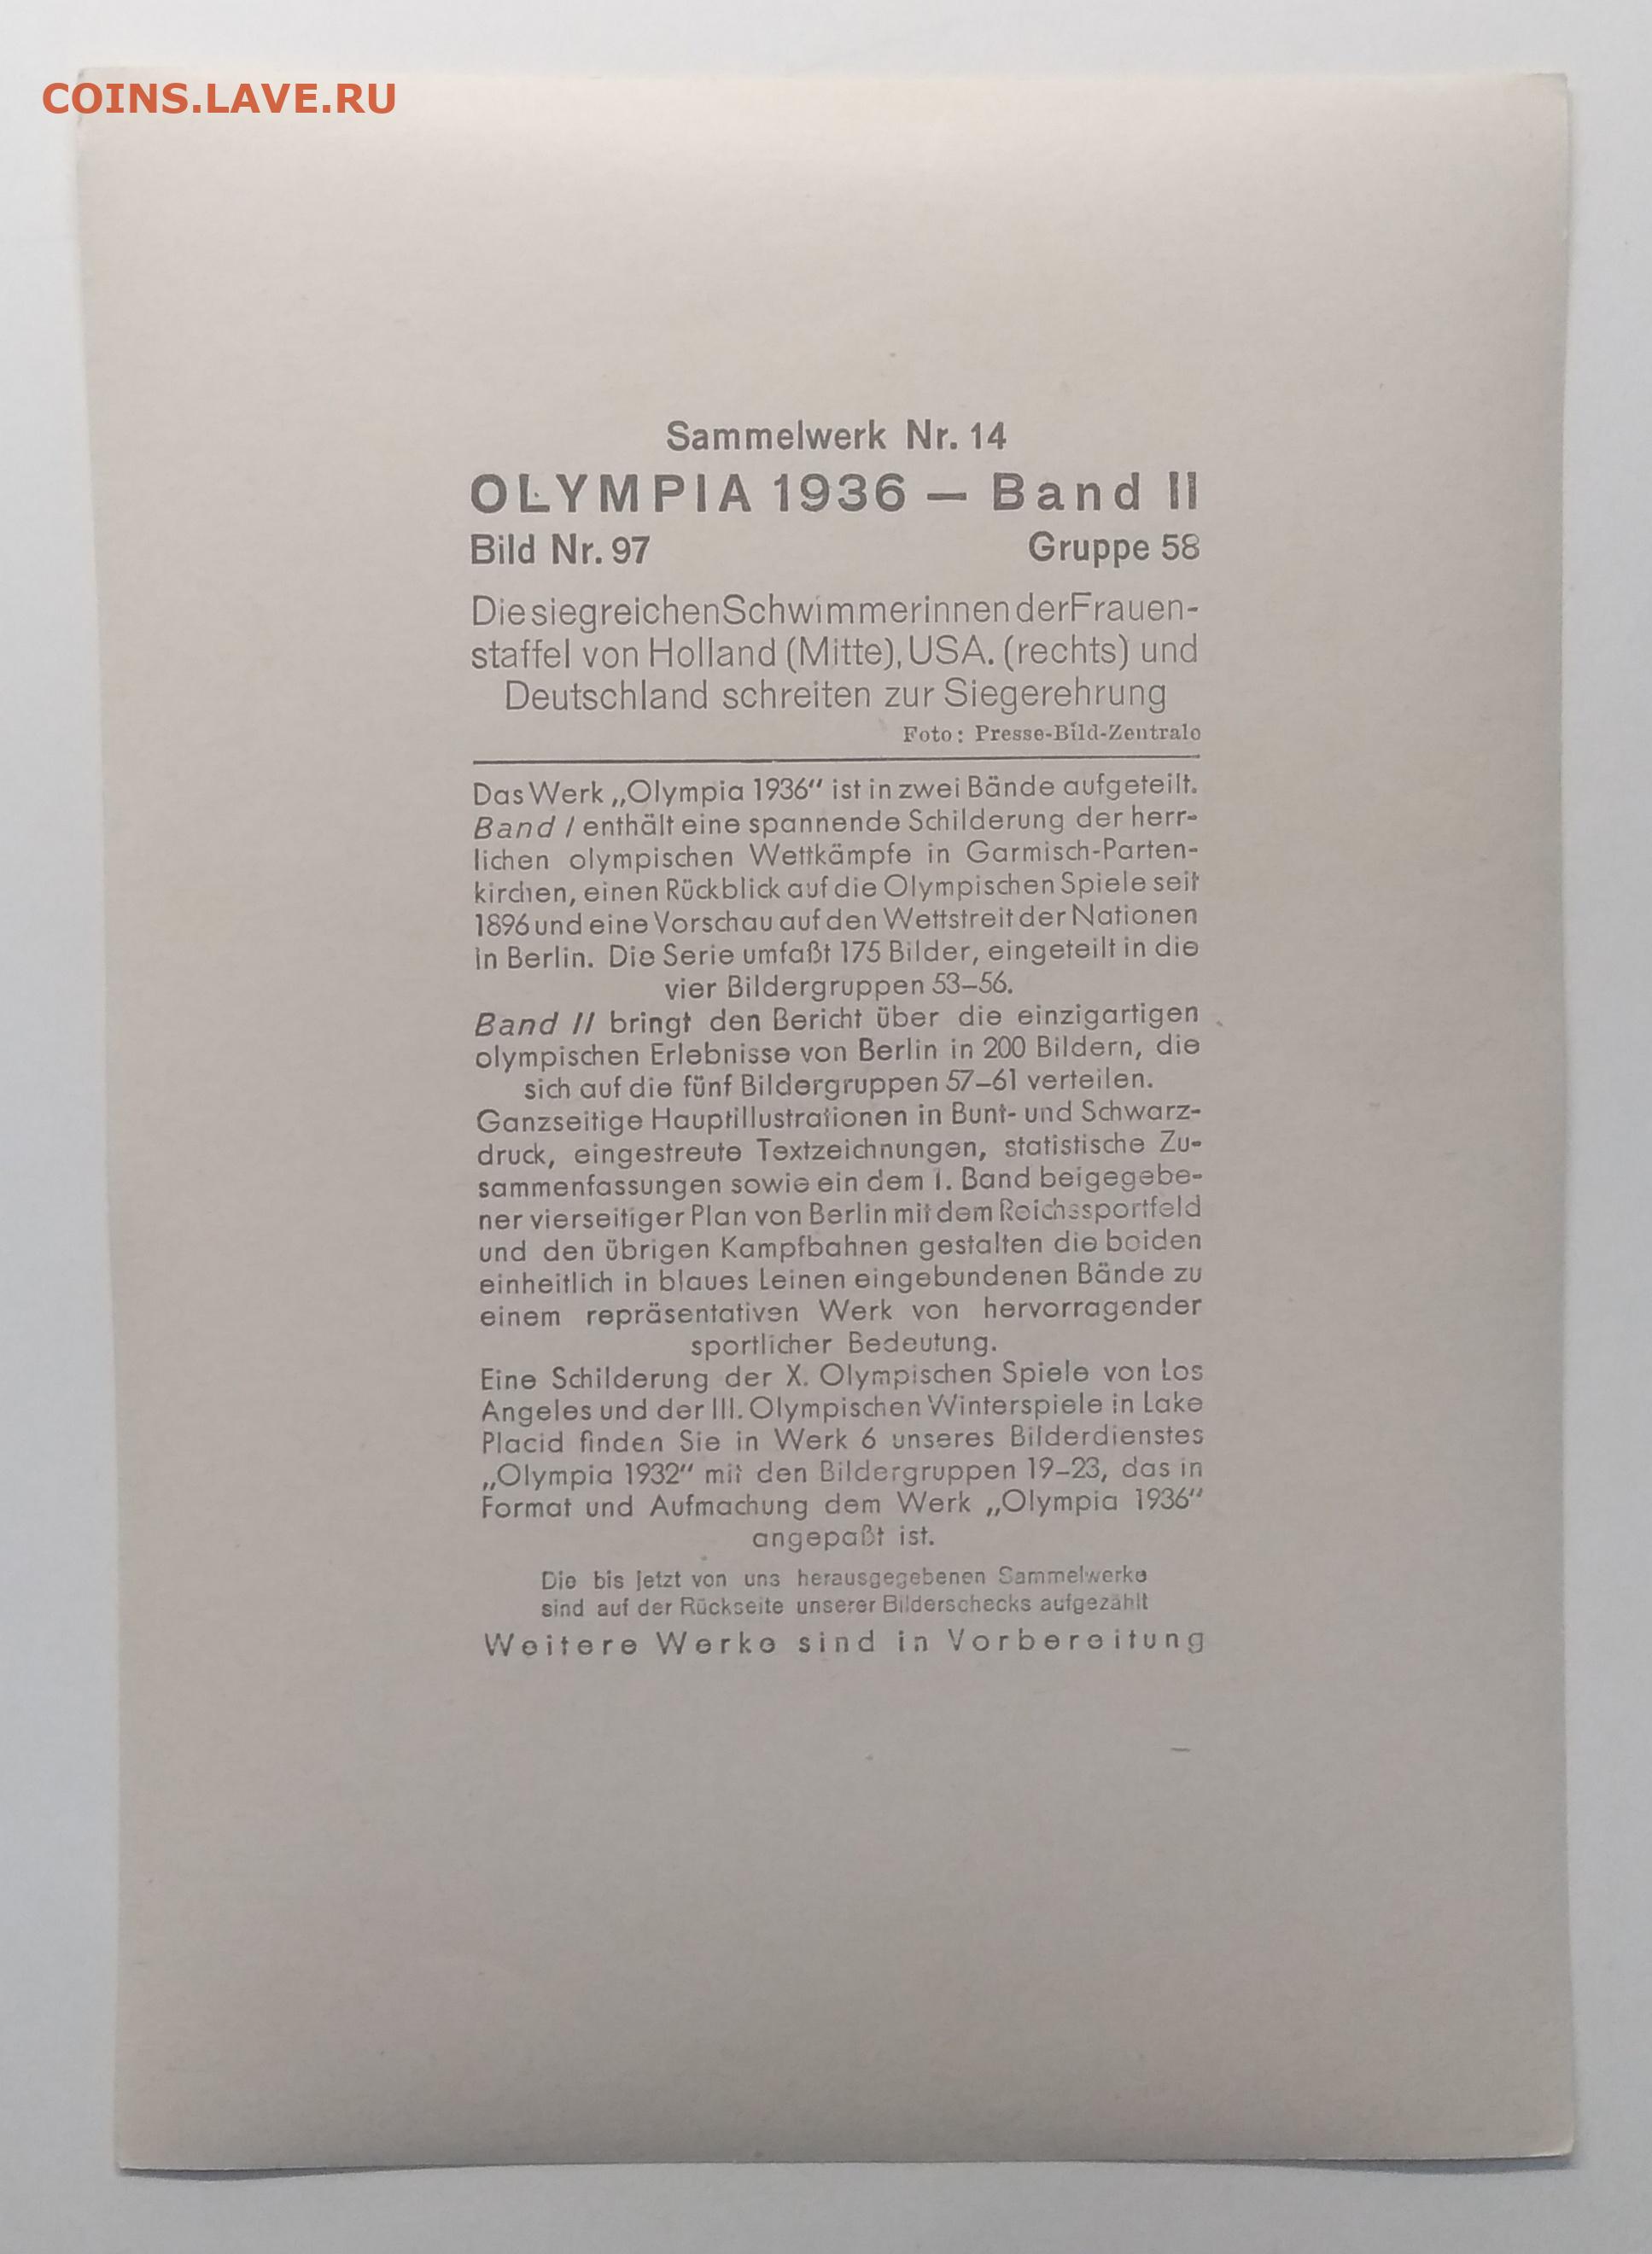 COINS.LAVE.RU
Sammelwerk Nr. 14
OLYMPIA 1936 — Band II
Bild Nr. 97 Gruppe 58
Die siegreichen Schwimmerinnen der Frauen-
staffel von Holland (Mitte), USA. (rechts) und
Deutschland schreiten zur Siegerehrung
Foto: Presse-Bild-Zentrale
Das Werk „Olympia 1936“ ist in zwei Bände aufgeteilt.
Band I enthält eine spannende Schilderung der herr-
lichen olympischen Wettkämpfe in Garmisch-Parten-
kirchen, einen Rückblick auf die Olympischen Spiele seit
1896 und eine Vorschau auf den Wettstreit der Nationen
in Berlin. Die Serie umfaßt 175 Bilder, eingeteilt in die
vier Bildergruppen 53–56.
Band II bringt den Bericht über die einzigartigen
olympischen Erlebnisse von Berlin in 200 Bildern, die
sich auf die fünf Bildergruppen 57–61 verteilen.
Ganzseitige Hauptillustrationen in Bunt- und Schwarz-
druck, eingestreute Textzeichnungen, statistische Zu-
sammenfassungen sowie ein dem 1. Band beigegebe-
ner vierseitiger Plan von Berlin mit dem Reichssportfeld
und den übrigen Kampfbahnen gestalten die beiden
einheitlich in blaues Leinen eingebundenen Bände zu
einem repräsentativen Werk von hervorragender
sportlicher Bedeutung.
Eine Schilderung der X. Olympischen Spiele von Los
Angeles und der III. Olympischen Winterspiele in Lake
Placid finden Sie in Werk 6 unseres Bilderdienstes
„Olympia 1932“ mit den Bildergruppen 19–23, das in
Format und Aufmachung dem Werk „Olympia 1936“
angepaßt ist.
Die bis jetzt von uns herausgegebenen Sammelwerke
sind auf der Rückseite unserer Bilderschecks aufgezählt
Weitere Werke sind in Vorbereitung